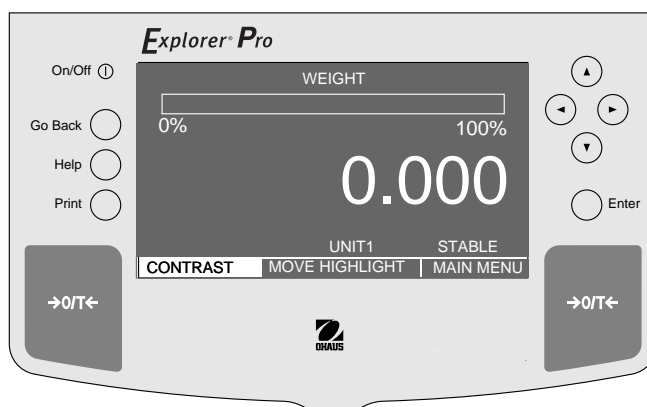 Explorer® Pro
On/Off
WEIGHT
Go Back
0% 100%
Help
0.000
Print
Enter
UNIT1 STABLE
CONTRAST MOVE HIGHLIGHT MAIN MENU
→0/T← →0/T←
OHAUS